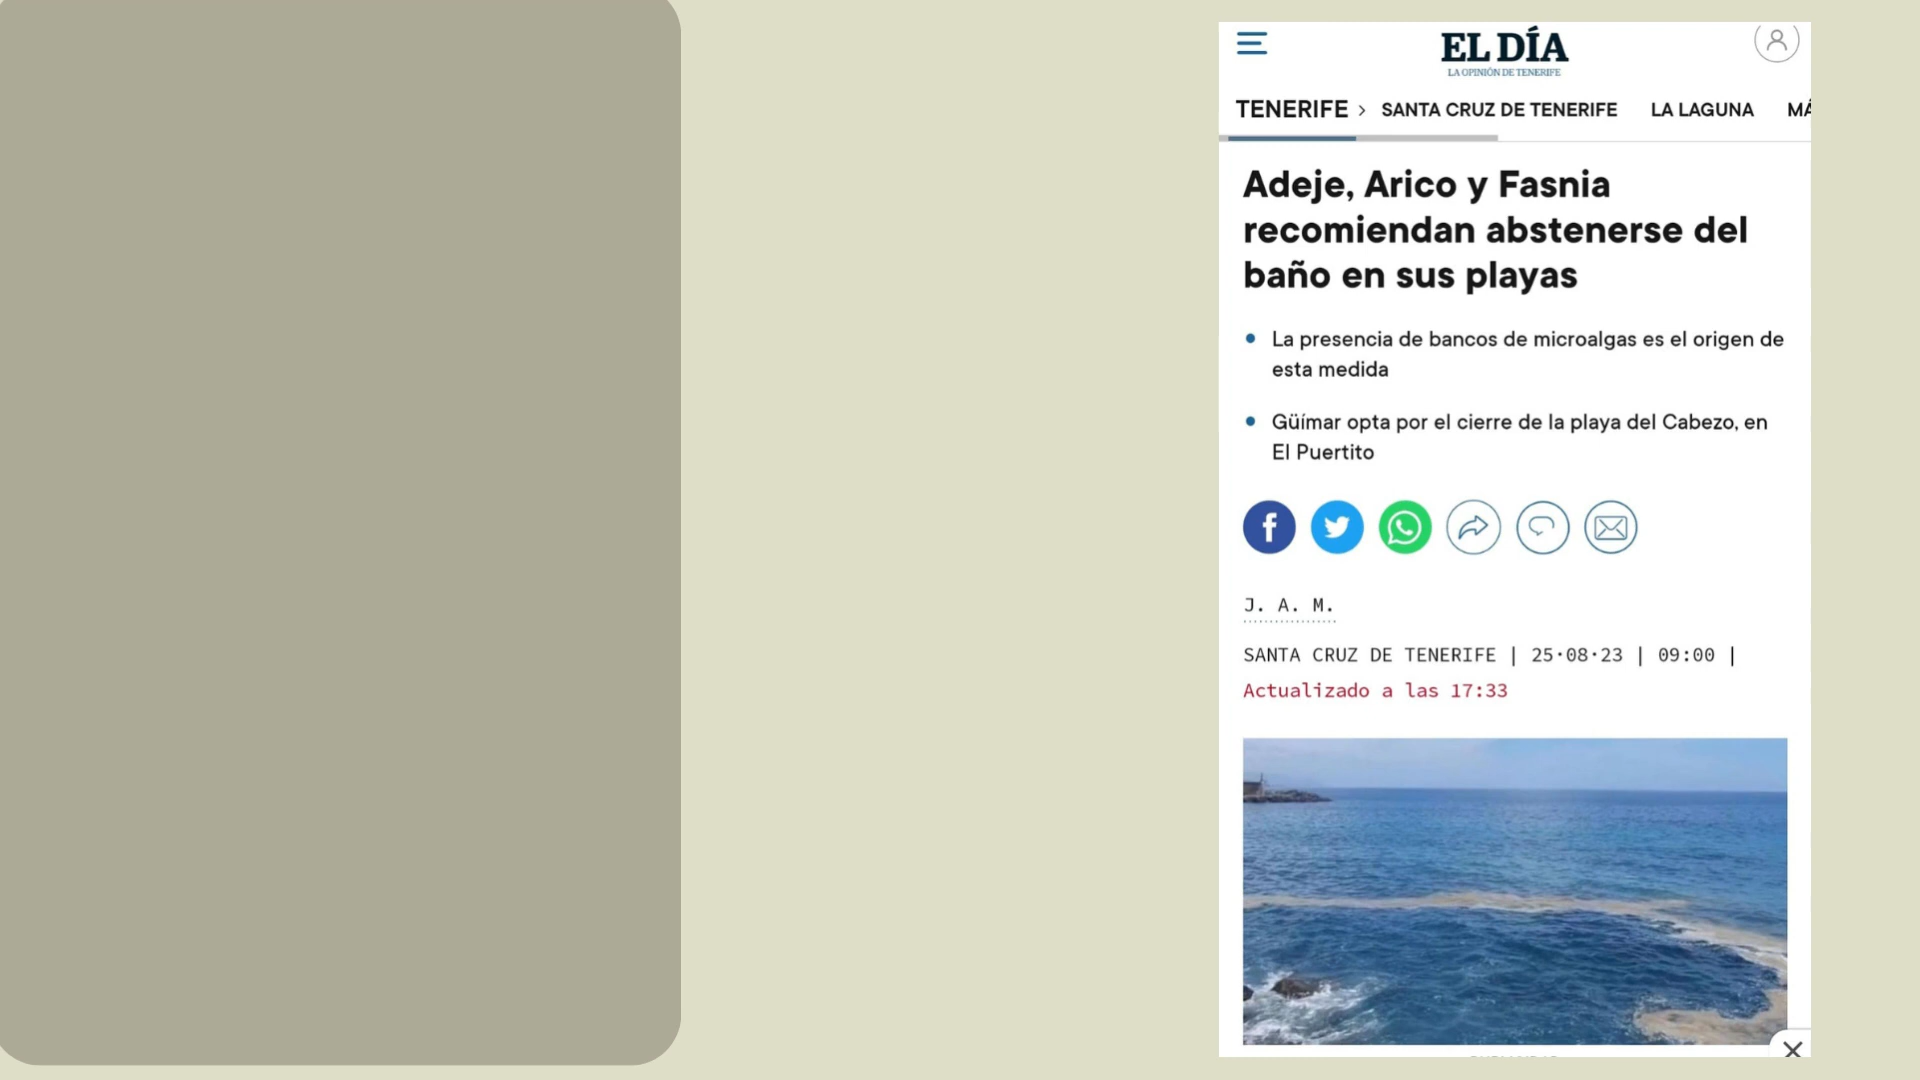 EL DÍA
LA OPINIÓN DE TENERIFE
TENERIFE > SANTA CRUZ DE TENERIFE LA LAGUNA MÁ
Adeje, Arico y Fasnia
recomiendan abstenerse del
baño en sus playas
La presencia de bancos de microalgas es el origen de
esta medida
Güímar opta por el cierre de la playa del Cabezo, en
El Puertito
J. A. M.
SANTA CRUZ DE TENERIFE | 25·08·23 | 09:00 |
Actualizado a las 17:33